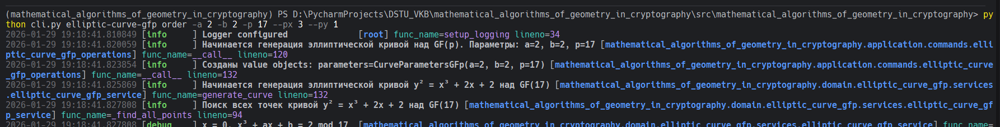 (mathematical_algorithms_of_geometry_in_cryptography) PS D:\PycharmProjects\DSTU_VKB\mathematical_algorithms_of_geometry_in_cryptography\src\mathematical_algorithms_of_geometry_in_cryptography> py
thon cli.py elliptic-curve-gfp order -a 2 -b 2 -p 17 --px 3 --py 1
2026-01-29 19:18:41.810849 [info     ] Logger configured              [root] func_name=setup_logging lineno=34
2026-01-29 19:18:41.820059 [info     ] Начинается генерация эллиптической кривой над GF(p). Параметры: a=2, b=2, p=17 [mathematical_algorithms_of_geometry_in_cryptography.application.commands.elli
ptic_curve_gfp_operations] func_name=__call__ lineno=120
2026-01-29 19:18:41.823854 [info     ] Созданы value objects: parameters=CurveParametersGFp(a=2, b=2, p=17) [mathematical_algorithms_of_geometry_in_cryptography.application.commands.elliptic_curve
_gfp_operations] func_name=__call__ lineno=132
2026-01-29 19:18:41.825869 [info     ] Начинается генерация эллиптической кривой y² = x³ + 2x + 2 над GF(17) [mathematical_algorithms_of_geometry_in_cryptography.domain.elliptic_curve_gfp.services
.elliptic_curve_gfp_service] func_name=generate_curve lineno=132
2026-01-29 19:18:41.827808 [info     ] Поиск всех точек кривой y² = x³ + 2x + 2 над GF(17) [mathematical_algorithms_of_geometry_in_cryptography.domain.elliptic_curve_gfp.services.elliptic_curve_gf
p_service] func_name=_find_all_points lineno=94
2026-01-29 19:18:41.827808 [debug    ] x = 0, x³ + ax + b = 2 mod 17  [mathematical_algorithms_of_geometry_in_cryptography.domain.elliptic_curve_gfp.services.elliptic_curve_gfp_service] func_name=